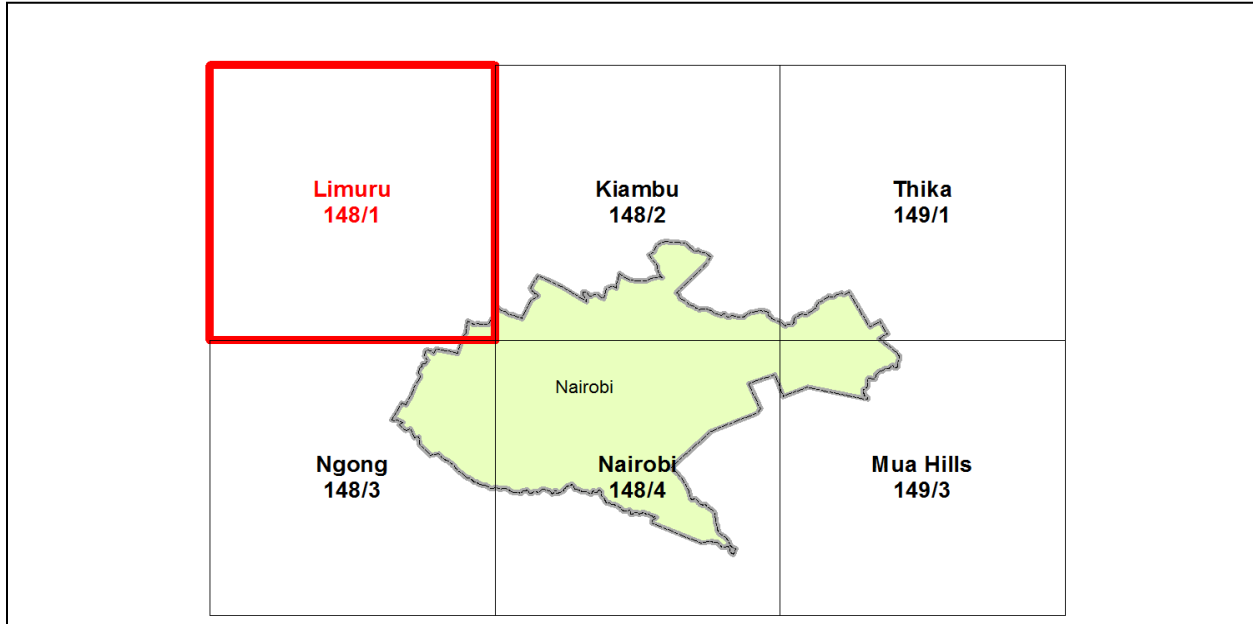 Limuru
148/1
Kiambu
148/2
Thika
149/1
Nairobi
Ngong
148/3
Nairobi
148/4
Mua Hills
149/3